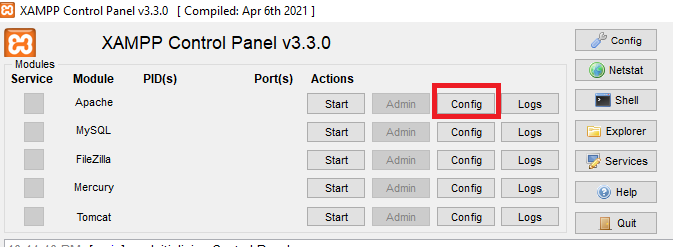 XAMPP Control Panel v3.3.0 [ Compiled: Apr 6th 2021 ]
XAMPP Control Panel v3.3.0
Config
Modules
Service Module PID(s) Port(s) Actions
Netstat
Apache Start Admin Config Logs
Shell
MySQL Start Admin Config Logs
Explorer
FileZilla Start Admin Config Logs
Services
Mercury Start Admin Config Logs
Help
Tomcat Start Admin Config Logs
Quit